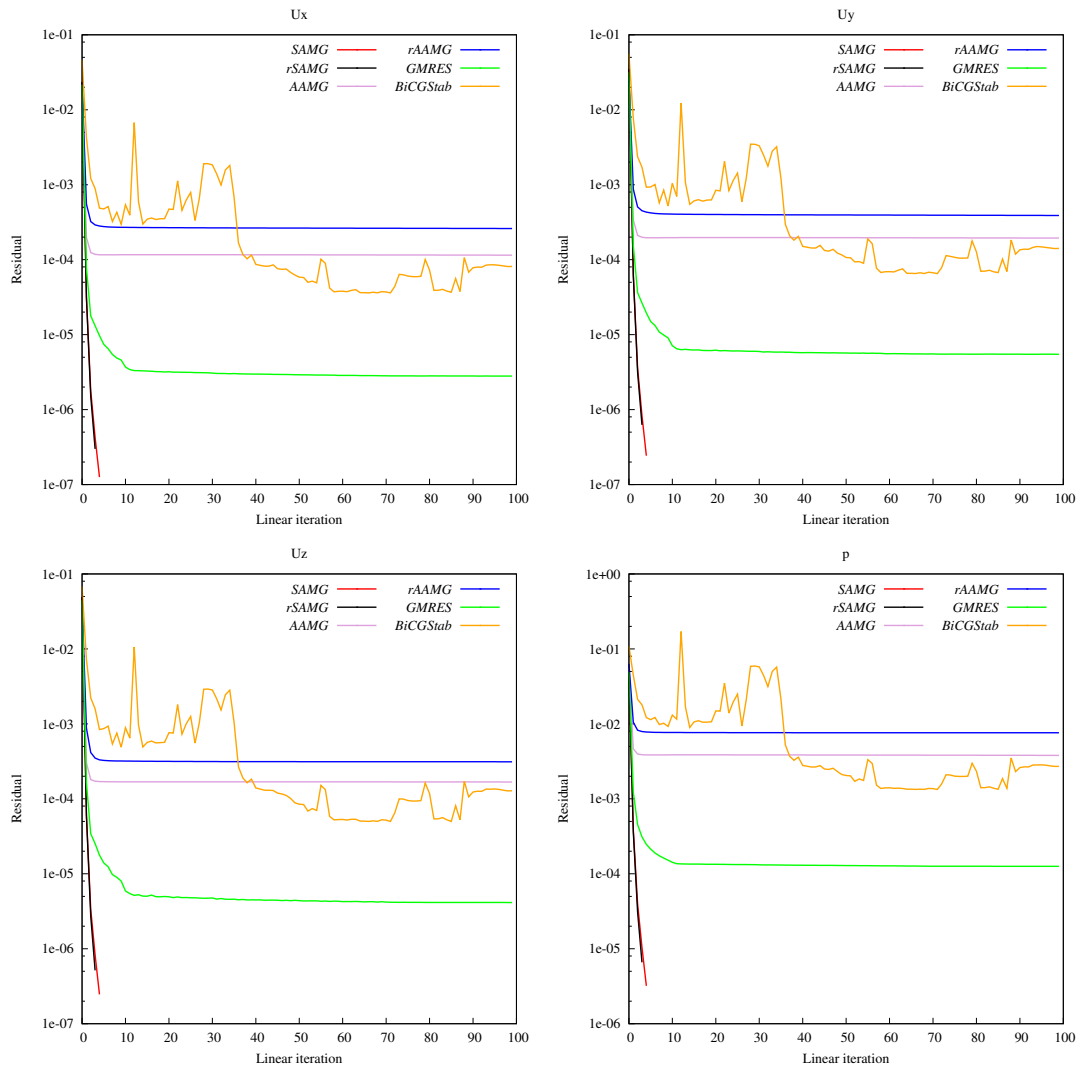 Ux
1e-01
1e-02
1e-03
1e-04
1e-05
1e-06
1e-07
Residual
SAMG
rSAMG
AAMG
rAAMG
GMRES
BiCGStab
0 10 20 30 40 50 60 70 80 90 100
Linear itreration
Uy
1e-01
1e-02
1e-03
1e-04
1e-05
1e-06
1e-07
Residual
SAMG
rSAMG
AAMG
rAAMG
GMRES
BiCGStab
0 10 20 30 40 50 60 70 80 90 100
Linear itreration
Uz
1e-01
1e-02
1e-03
1e-04
1e-05
1e-06
1e-07
Residual
SAMG
rSAMG
AAMG
rAAMG
GMRES
BiCGStab
0 10 20 30 40 50 60 70 80 90 100
Linear itreration
p
1e+00
1e-01
1e-02
1e-03
1e-04
1e-05
1e-06
Residual
SAMG
rSAMG
AAMG
rAAMG
GMRES
BiCGStab
0 10 20 30 40 50 60 70 80 90 100
Linear itreration